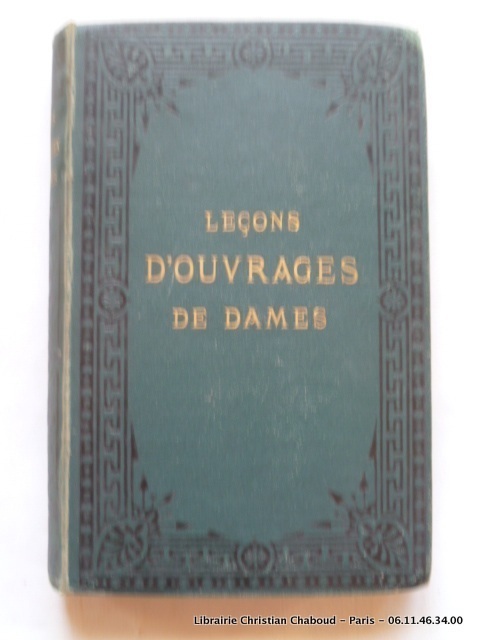 LEÇONS
D'OUVRAGES
DE DAMES
Librairie Christian Chaboud - Paris - 06.11.46.34.00